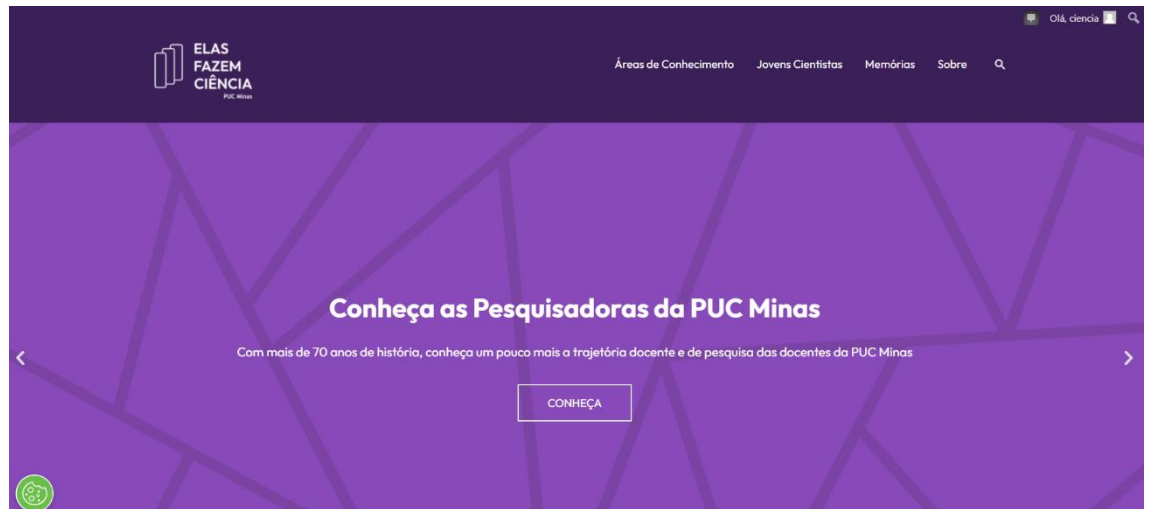 Olá, ciencia
ELAS
FAZEM
CIÊNCIA
PUC Minas
Áreas de Conhecimento Jovens Cientistas Memórias Sobre
Conheça as Pesquisadoras da PUC Minas
Com mais de 70 anos de história, conheça um pouco mais a trajetória docente e de pesquisa das docentes da PUC Minas
CONHEÇA